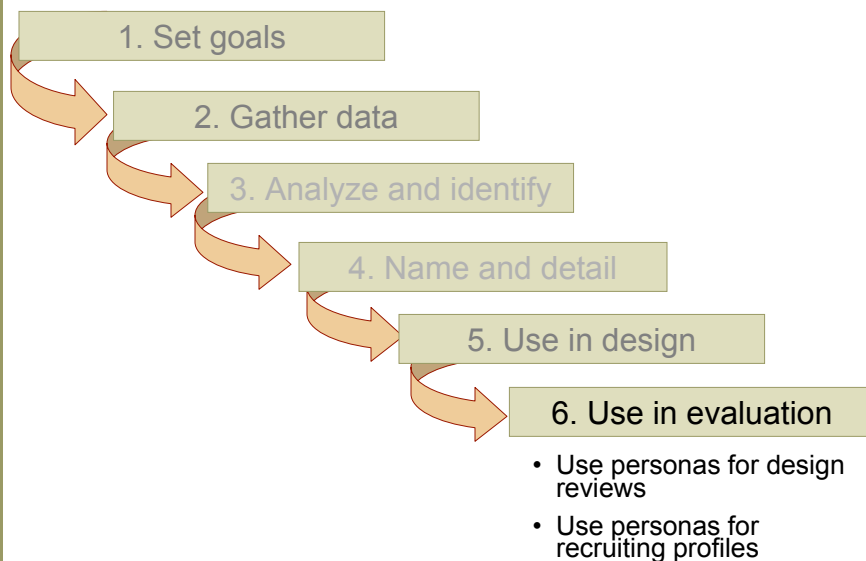 1. Set goals
2. Gather data
3. Analyze and identify
4. Name and detail
5. Use in design
6. Use in evaluation
• Use personas for design
reviews
• Use personas for
recruiting profiles